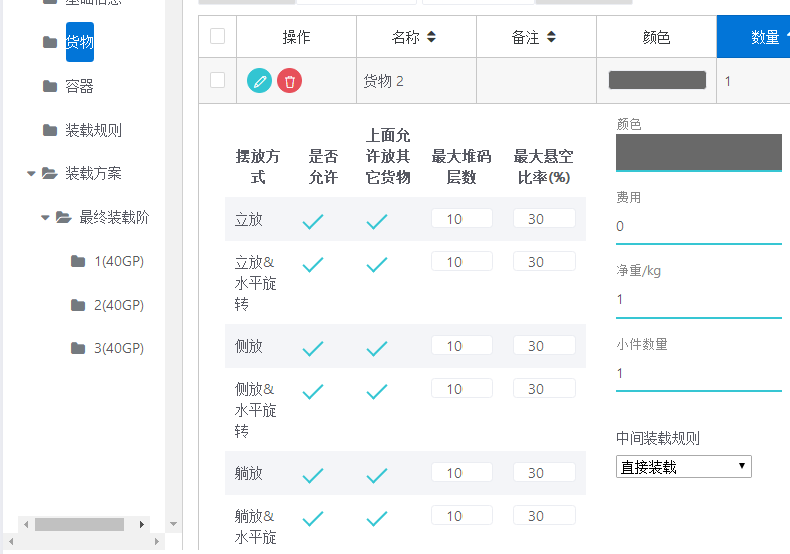 基础信息
货物
容器
装载规则
装载方案
最终装载阶
1(40GP)
2(40GP)
3(40GP)
操作 名称 备注 颜色 数量
货物 2 1
摆放方式 是否允许 上面允许放其它货物 最大堆码层数 最大悬空比率(%)
立放 10 30
立放&水平旋转 10 30
侧放 10 30
侧放&水平旋转 10 30
躺放 10 30
躺放&水平旋 10 30
颜色
费用
0
净重/kg
1
小件数量
1
中间装载规则
直接装载